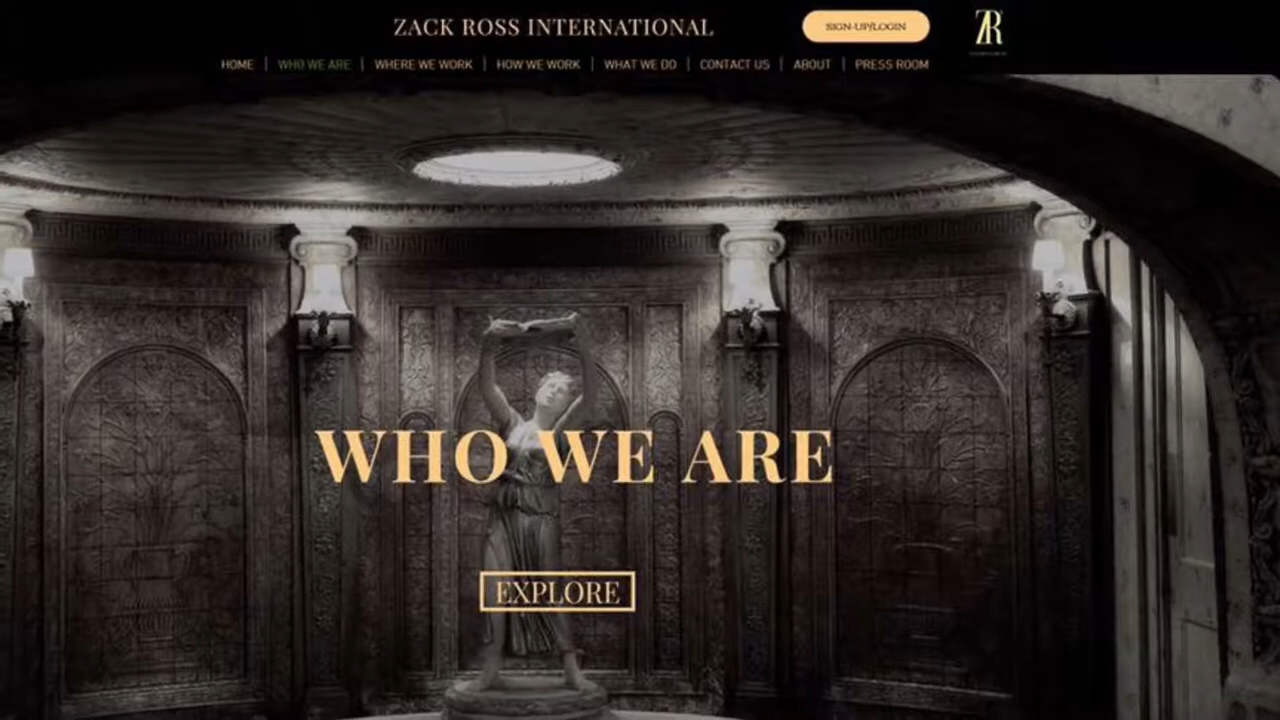 ZACK ROSS INTERNATIONAL
SIGN-UP/LOGIN
ZR
HOME | WHO WE ARE | WHERE WE WORK | HOW WE WORK | WHAT WE DO | CONTACT US | ABOUT | PRESS ROOM
WHO WE ARE
EXPLORE